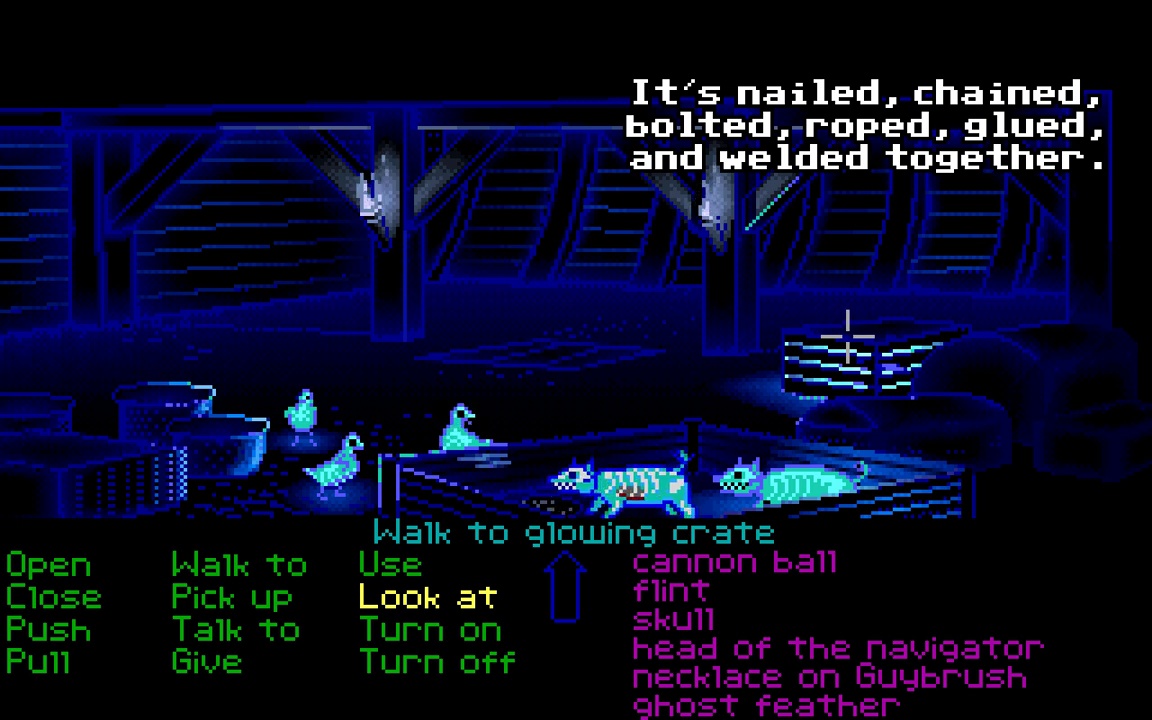 It's nailed, chained,
bolted, roped, glued,
and welded together.
Walk to glowing crate
Open Walk to Use cannon ball
Close Pick up Look at flint
Push Talk to Turn on skull
Pull Give Turn off head of the navigator
necklace on Guybrush
ghost feather